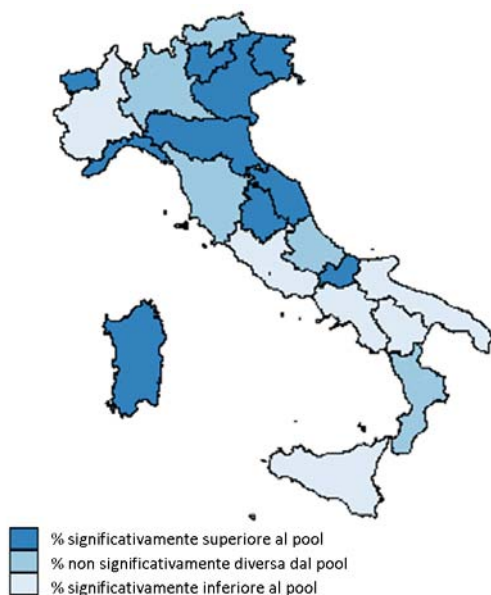 % significativamente superiore al pool
% non significativamente diversa dal pool
% significativamente inferiore al pool